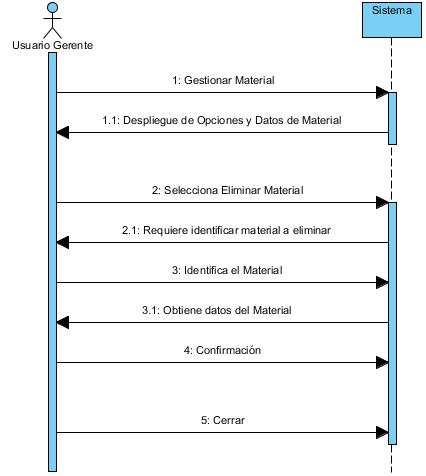 Sistema
Usuario Gerente
1: Gestionar Material
1.1: Despliegue de Opciones y Datos de Material
2: Selecciona Eliminar Material
2.1: Requiere identificar material a eliminar
3: Identifica el Material
3.1: Obtiene datos del Material
4: Confirmación
5: Cerrar